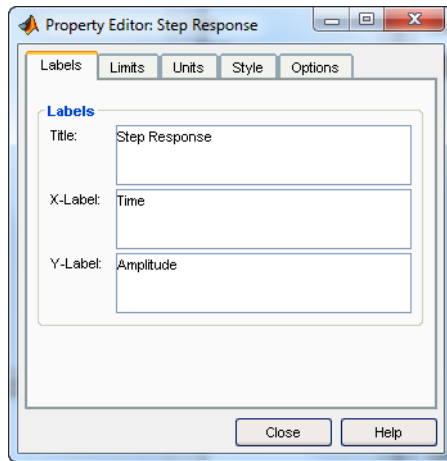 Property Editor: Step Response
Labels Limits Units Style Options
Labels
Title: Step Response
X-Label: Time
Y-Label: Amplitude
Close Help